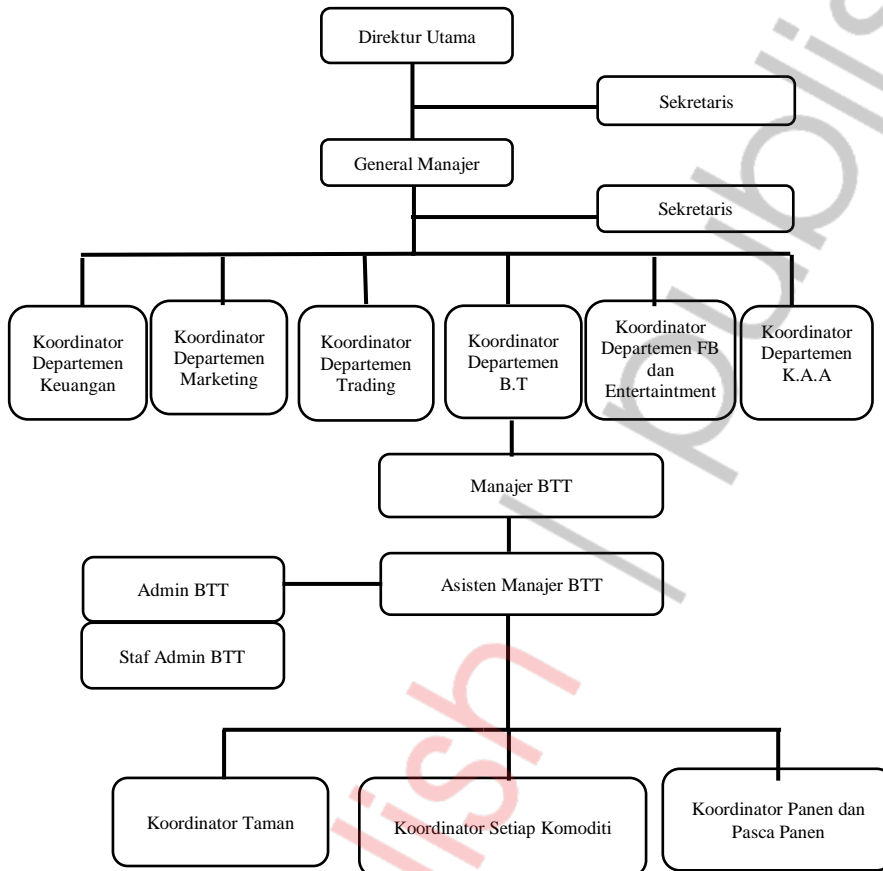 Direktur Utama
Sekretaris
General Manajer
Sekretaris
Koordinator
Departemen
Keuangan
Koordinator
Departemen
Marketing
Koordinator
Departemen
Trading
Koordinator
Departemen
B.T
Koordinator
Departemen FB
dan
Entertaintment
Koordinator
Departemen
K.A.A
Manajer BTT
Admin BTT
Asisten Manajer BTT
Staf Admin BTT
Koordinator Taman
Koordinator Setiap Komoditi
Koordinator Panen dan
Pasca Panen